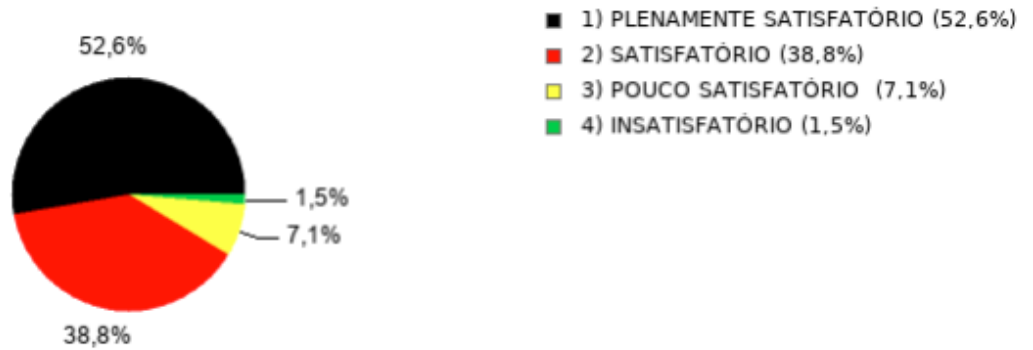 52,6%
1,5%
7,1%
38,8%
1) PLENAMENTE SATISFATÓRIO (52,6%)
2) SATISFATÓRIO (38,8%)
3) POUCO SATISFATÓRIO (7,1%)
4) INSATISFATÓRIO (1,5%)